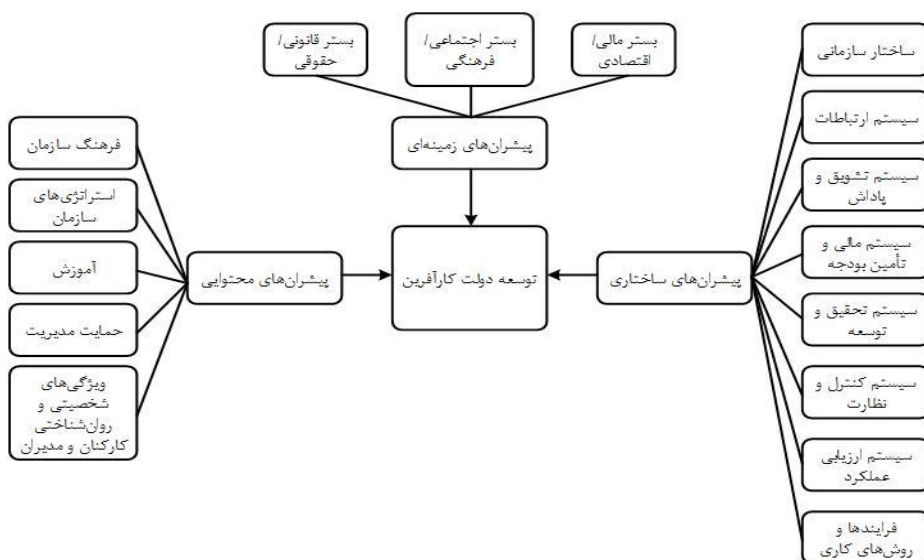 بستر مالی/
اقتصادی
بستر اجتماعی/
فرهنگی
بستر قانونی/
حقوقی
پیشران‌های زمینه‌ای
توسعه دولت کارآفرین
پیشران‌های ساختاری
ساختار سازمانی
سیستم ارتباطات
سیستم تشویق و
پاداش
سیستم مالی و
تأمین بودجه
سیستم تحقیق و
توسعه
سیستم کنترل و
نظارت
سیستم ارزیابی
عملکرد
فرایندها و
روش‌های کاری
پیشران‌های محتوایی
فرهنگ سازمان
استراتژی‌های
سازمان
آموزش
حمایت مدیریت
ویژگی‌های
شخصیتی و
روان‌شناختی
کارکنان و مدیران